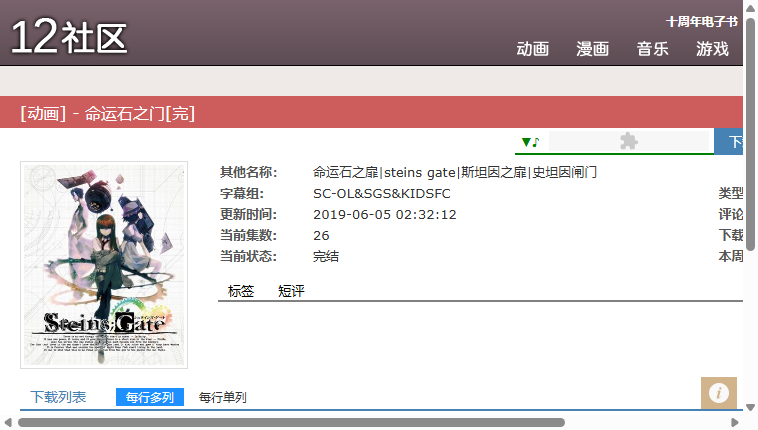 12社区
十周年电子书
动画 漫画 音乐 游戏
[动画] - 命运石之门[完]
▼♪
下
其他名称: 命运石之扉|steins gate|斯坦因之扉|史坦因闸门
字幕组: SC-OL&SGS&KIDSFC 类型
更新时间: 2019-06-05 02:32:12 评论
当前集数: 26 下载
当前状态: 完结 本周
标签 短评
Steins;Gate
下载列表 每行多列 每行单列